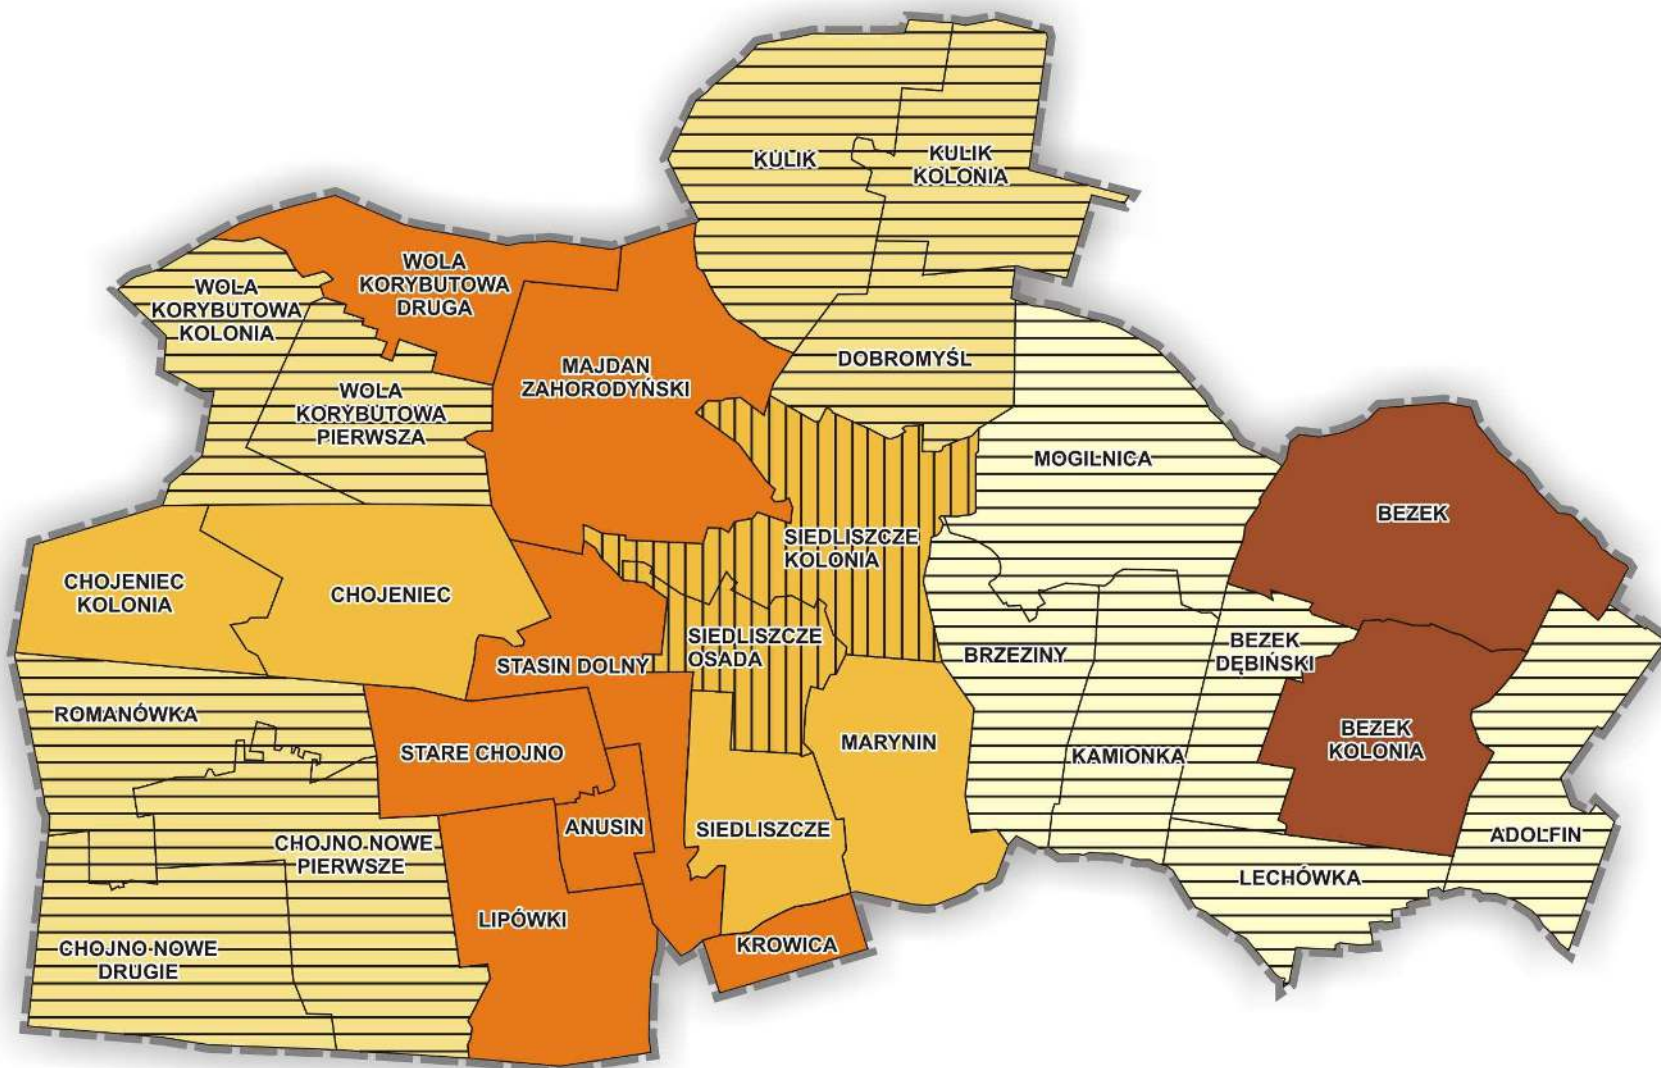 KULIK
KULIK
KOLONIA
WOLA
KORYBUTOWA
DRUGA
WOLA
KORYBUTOWA
KOLONIA
DOBROMYŚL
MAJDAN
ZAHORODYŃSKI
WOLA
KORYBUTOWA
PIERWSZA
MOGILNICA
BEZEK
SIEDLISZCZE
KOLONIA
CHOJENIEC
KOLONIA
CHOJENIEC
SIEDLISZCZE
OSADA
BEZEK
DĘBIŃSKI
BRZEZINY
STASIN DOLNY
ROMANÓWKA
BEZEK
KOLONIA
MARYNIN
STARE CHOJNO
KAMIONKA
ANUSIN
SIEDLISZCZE
ADOLFIN
CHOJNO NOWE
PIERWSZE
LECHÓWKA
LIPÓWKI
KROWICA
CHOJNO NOWE
DRUGIE